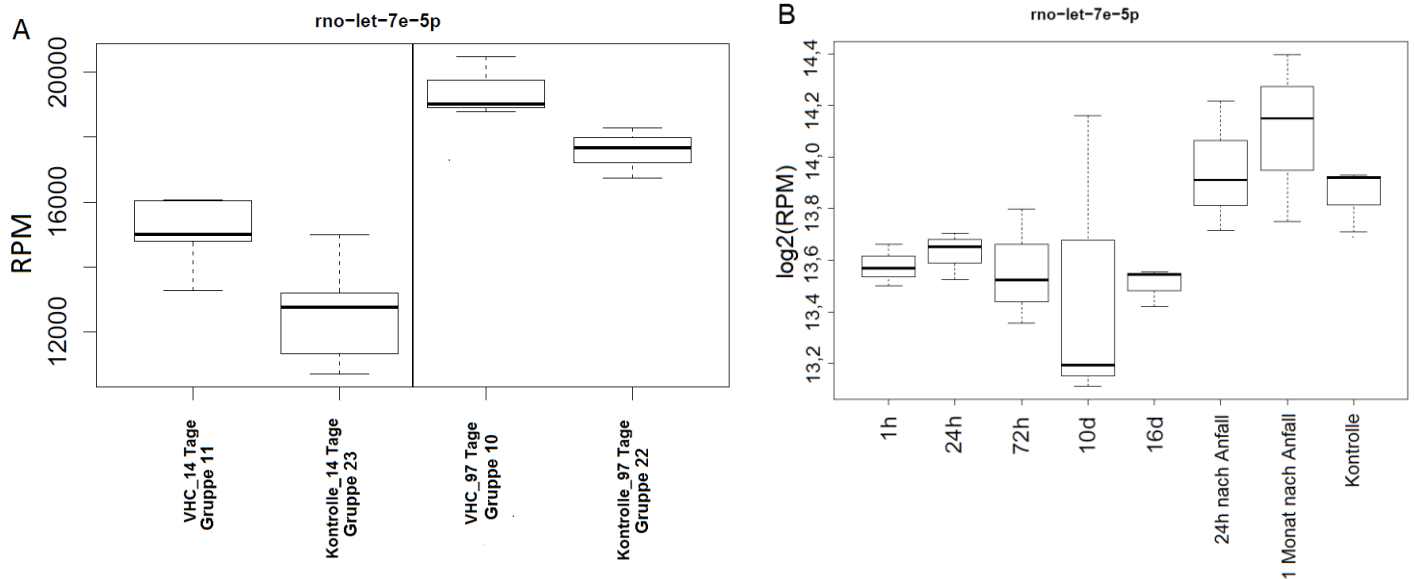 A
rno−let−7e−5p
RPM
20000
16000
12000
VHC_14 Tage
Gruppe 11
Kontrolle_14 Tage
Gruppe 23
VHC_97 Tage
Gruppe 10
Kontrolle_97 Tage
Gruppe 22
B
rno−let−7e−5p
log2(RPM)
14,4
14,2
14,0
13,8
13,6
13,4
13,2
1h
24h
72h
10d
16d
24h nach Anfall
1 Monat nach Anfall
Kontrolle